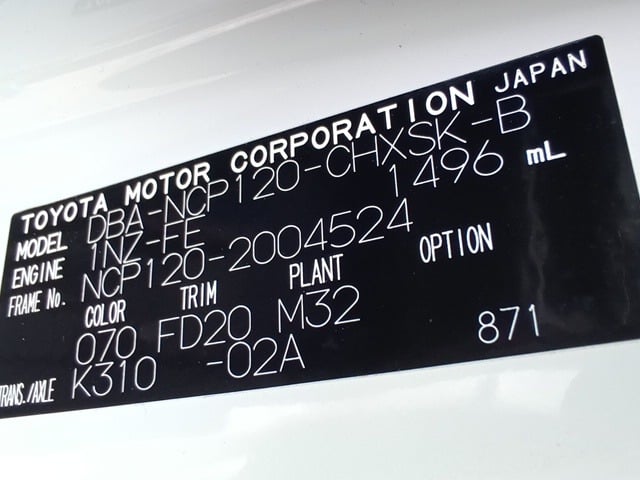 TOYOTA MOTOR CORPORATION JAPAN
MODEL DBA-NCP120-CHXSK-B
ENGINE 1NZ-FE 1496 mL
FRAME No. NCP120-2004524
COLOR TRIM PLANT OPTION
070 FD20 M32
TRANS./AXLE K310 -02A 871